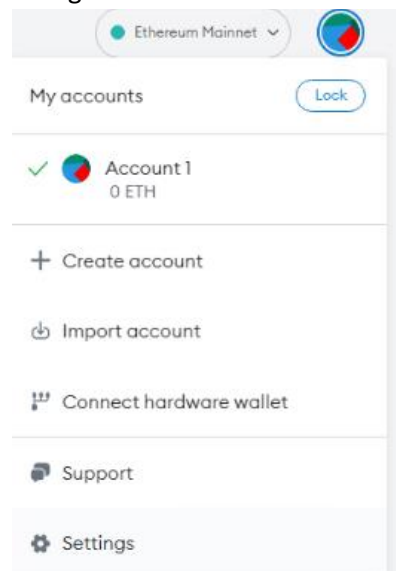 Ethereum Mainnet
My accounts
Lock
Account 1
0 ETH
Create account
Import account
Connect hardware wallet
Support
Settings